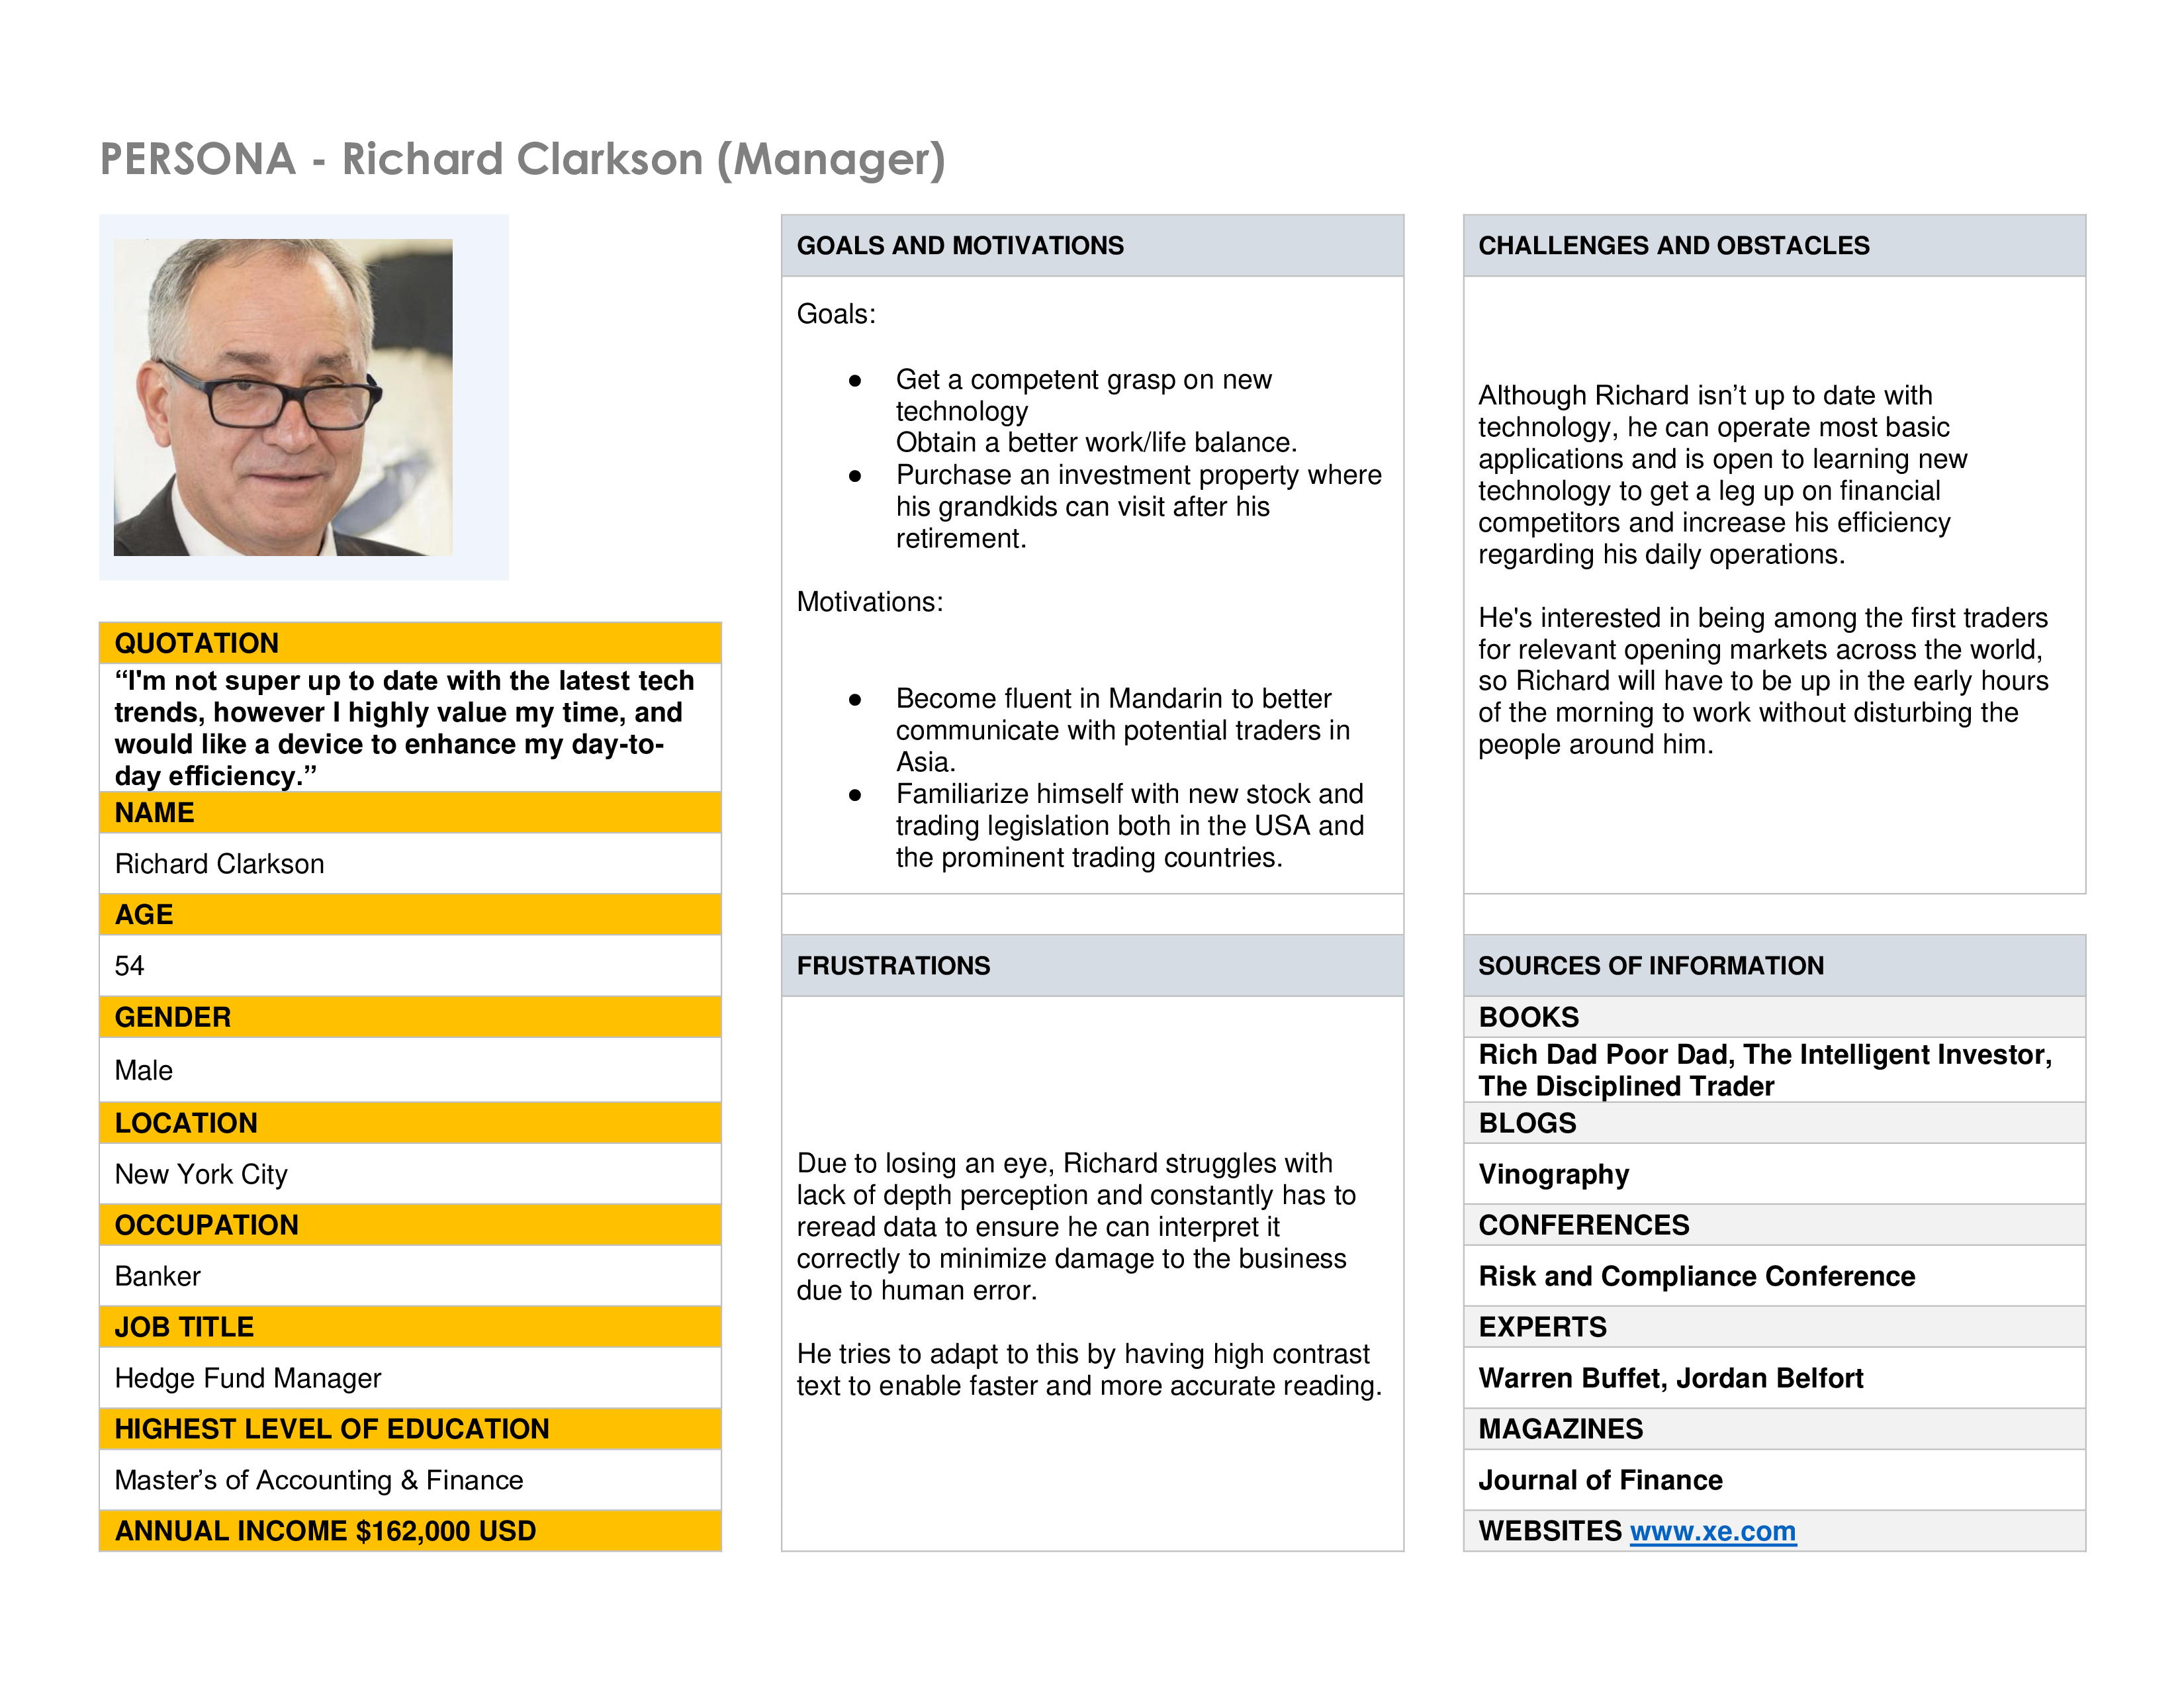 PERSONA - Richard Clarkson (Manager)
QUOTATION
“I'm not super up to date with the latest tech
trends, however I highly value my time, and
would like a device to enhance my day-to-
day efficiency.”
NAME
Richard Clarkson
AGE
54
GENDER
Male
LOCATION
New York City
OCCUPATION
Banker
JOB TITLE
Hedge Fund Manager
HIGHEST LEVEL OF EDUCATION
Master’s of Accounting & Finance
ANNUAL INCOME $162,000 USD
GOALS AND MOTIVATIONS
Goals:
● Get a competent grasp on new
technology
Obtain a better work/life balance.
● Purchase an investment property where
his grandkids can visit after his
retirement.
Motivations:
● Become fluent in Mandarin to better
communicate with potential traders in
Asia.
● Familiarize himself with new stock and
trading legislation both in the USA and
the prominent trading countries.
FRUSTRATIONS
Due to losing an eye, Richard struggles with
lack of depth perception and constantly has to
reread data to ensure he can interpret it
correctly to minimize damage to the business
due to human error.
He tries to adapt to this by having high contrast
text to enable faster and more accurate reading.
CHALLENGES AND OBSTACLES
Although Richard isn’t up to date with
technology, he can operate most basic
applications and is open to learning new
technology to get a leg up on financial
competitors and increase his efficiency
regarding his daily operations.
He's interested in being among the first traders
for relevant opening markets across the world,
so Richard will have to be up in the early hours
of the morning to work without disturbing the
people around him.
SOURCES OF INFORMATION
BOOKS
Rich Dad Poor Dad, The Intelligent Investor,
The Disciplined Trader
BLOGS
Vinography
CONFERENCES
Risk and Compliance Conference
EXPERTS
Warren Buffet, Jordan Belfort
MAGAZINES
Journal of Finance
WEBSITES www.xe.com